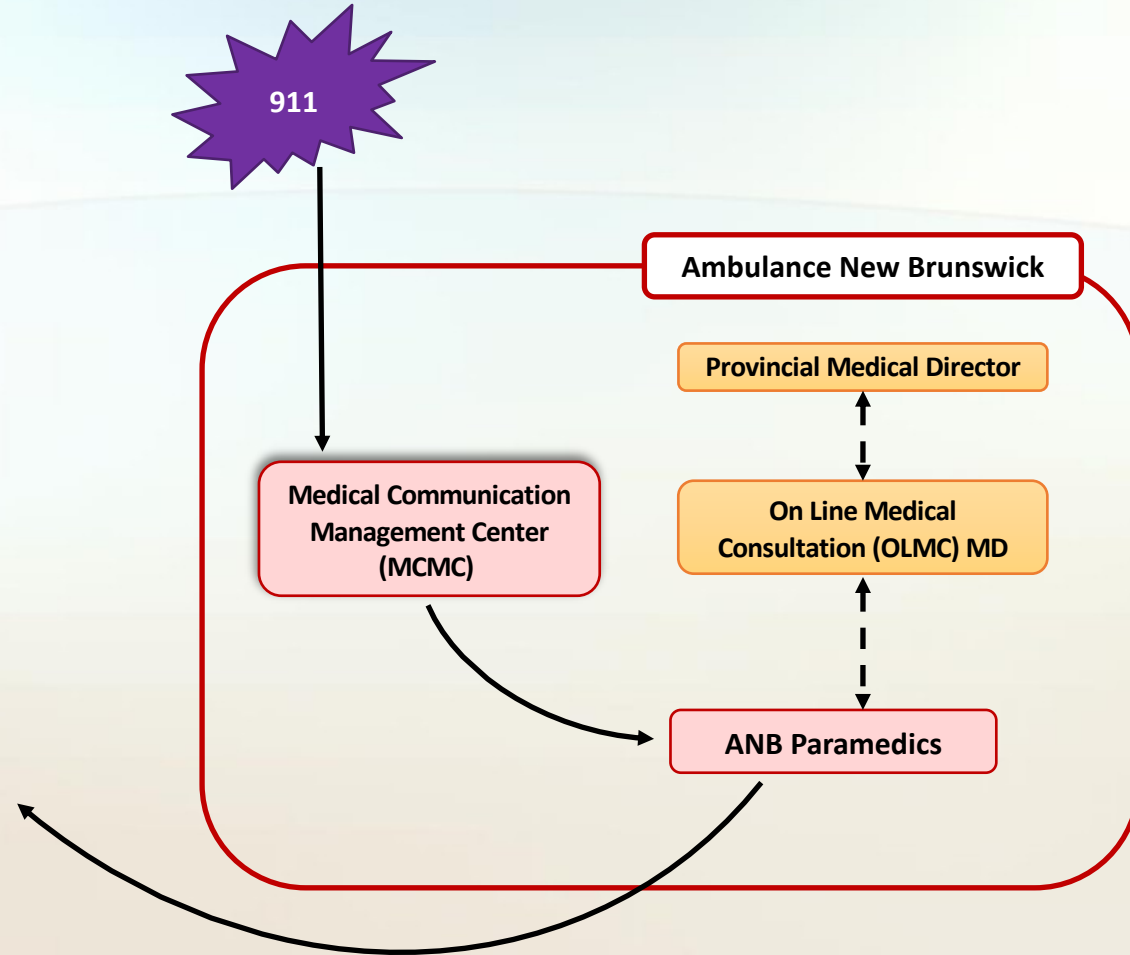 911
Ambulance New Brunswick
Provincial Medical Director
Medical Communication
Management Center
(MCMC)
On Line Medical
Consultation (OLMC) MD
ANB Paramedics